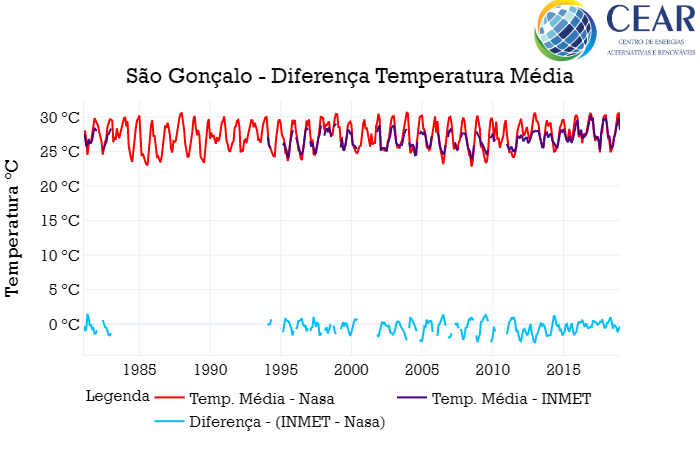 CEAR
CENTRO DE ENERGIAS
ALTERNATIVAS E RENOVÁVEIS
São Gonçalo - Diferença Temperatura Média
Temperatura °C
30 °C
25 °C
20 °C
15 °C
10 °C
5 °C
0 °C
1985 1990 1995 2000 2005 2010 2015
Legenda Temp. Média - Nasa Temp. Média - INMET
Diferença - (INMET - Nasa)